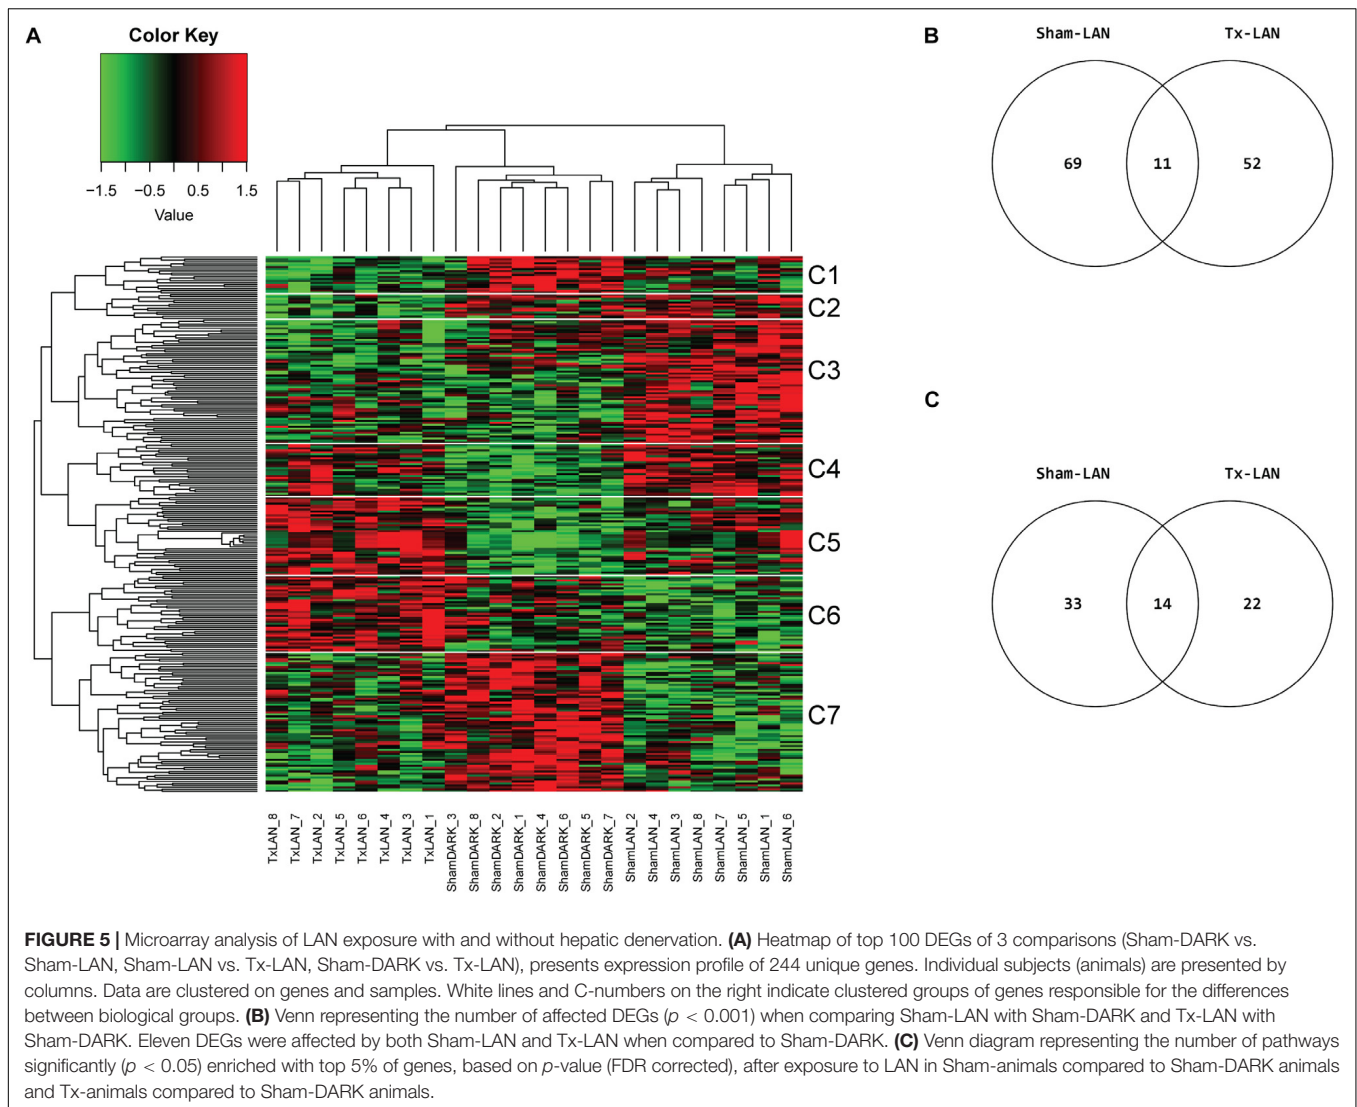 A
Color Key
−1.5 −0.5 0.5 1.5
Value
C1
C2
C3
C4
C5
C6
C7
TxLAN_8
TxLAN_7
TxLAN_2
TxLAN_5
TxLAN_6
TxLAN_4
TxLAN_3
TxLAN_1
ShamDARK_3
ShamDARK_8
ShamDARK_2
ShamDARK_1
ShamDARK_4
ShamDARK_6
ShamDARK_5
ShamDARK_7
ShamLAN_2
ShamLAN_4
ShamLAN_3
ShamLAN_8
ShamLAN_7
ShamLAN_5
ShamLAN_1
ShamLAN_6
B
Sham-LAN Tx-LAN
69 11 52
C
Sham-LAN Tx-LAN
33 14 22
FIGURE 5 | Microarray analysis of LAN exposure with and without hepatic denervation. (A) Heatmap of top 100 DEGs of 3 comparisons (Sham-DARK vs.
Sham-LAN, Sham-LAN vs. Tx-LAN, Sham-DARK vs. Tx-LAN), presents expression profile of 244 unique genes. Individual subjects (animals) are presented by
columns. Data are clustered on genes and samples. White lines and C-numbers on the right indicate clustered groups of genes responsible for the differences
between biological groups. (B) Venn representing the number of affected DEGs (p < 0.001) when comparing Sham-LAN with Sham-DARK and Tx-LAN with
Sham-DARK. Eleven DEGs were affected by both Sham-LAN and Tx-LAN when compared to Sham-DARK. (C) Venn diagram representing the number of pathways
significantly (p < 0.05) enriched with top 5% of genes, based on p-value (FDR corrected), after exposure to LAN in Sham-animals compared to Sham-DARK animals
and Tx-animals compared to Sham-DARK animals.